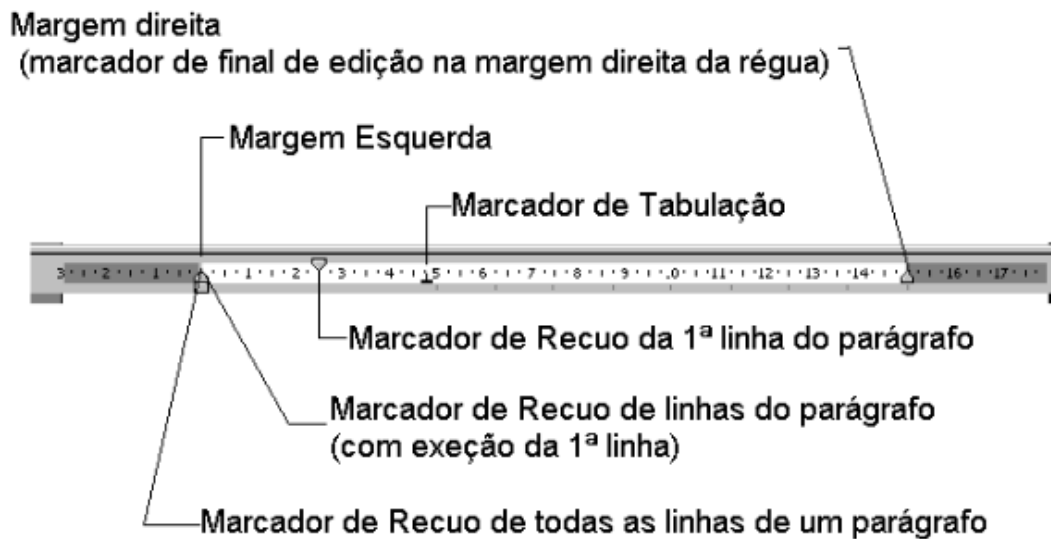 Margem direita
(marcador de final de edição na margem direita da régua)
Margem Esquerda
Marcador de Tabulação
3 2 1 1 2 3 4 5 6 7 8 9 .0 11 12 13 14 16 17
Marcador de Recuo da 1ª linha do parágrafo
Marcador de Recuo de linhas do parágrafo
(com exeção da 1ª linha)
Marcador de Recuo de todas as linhas de um parágrafo